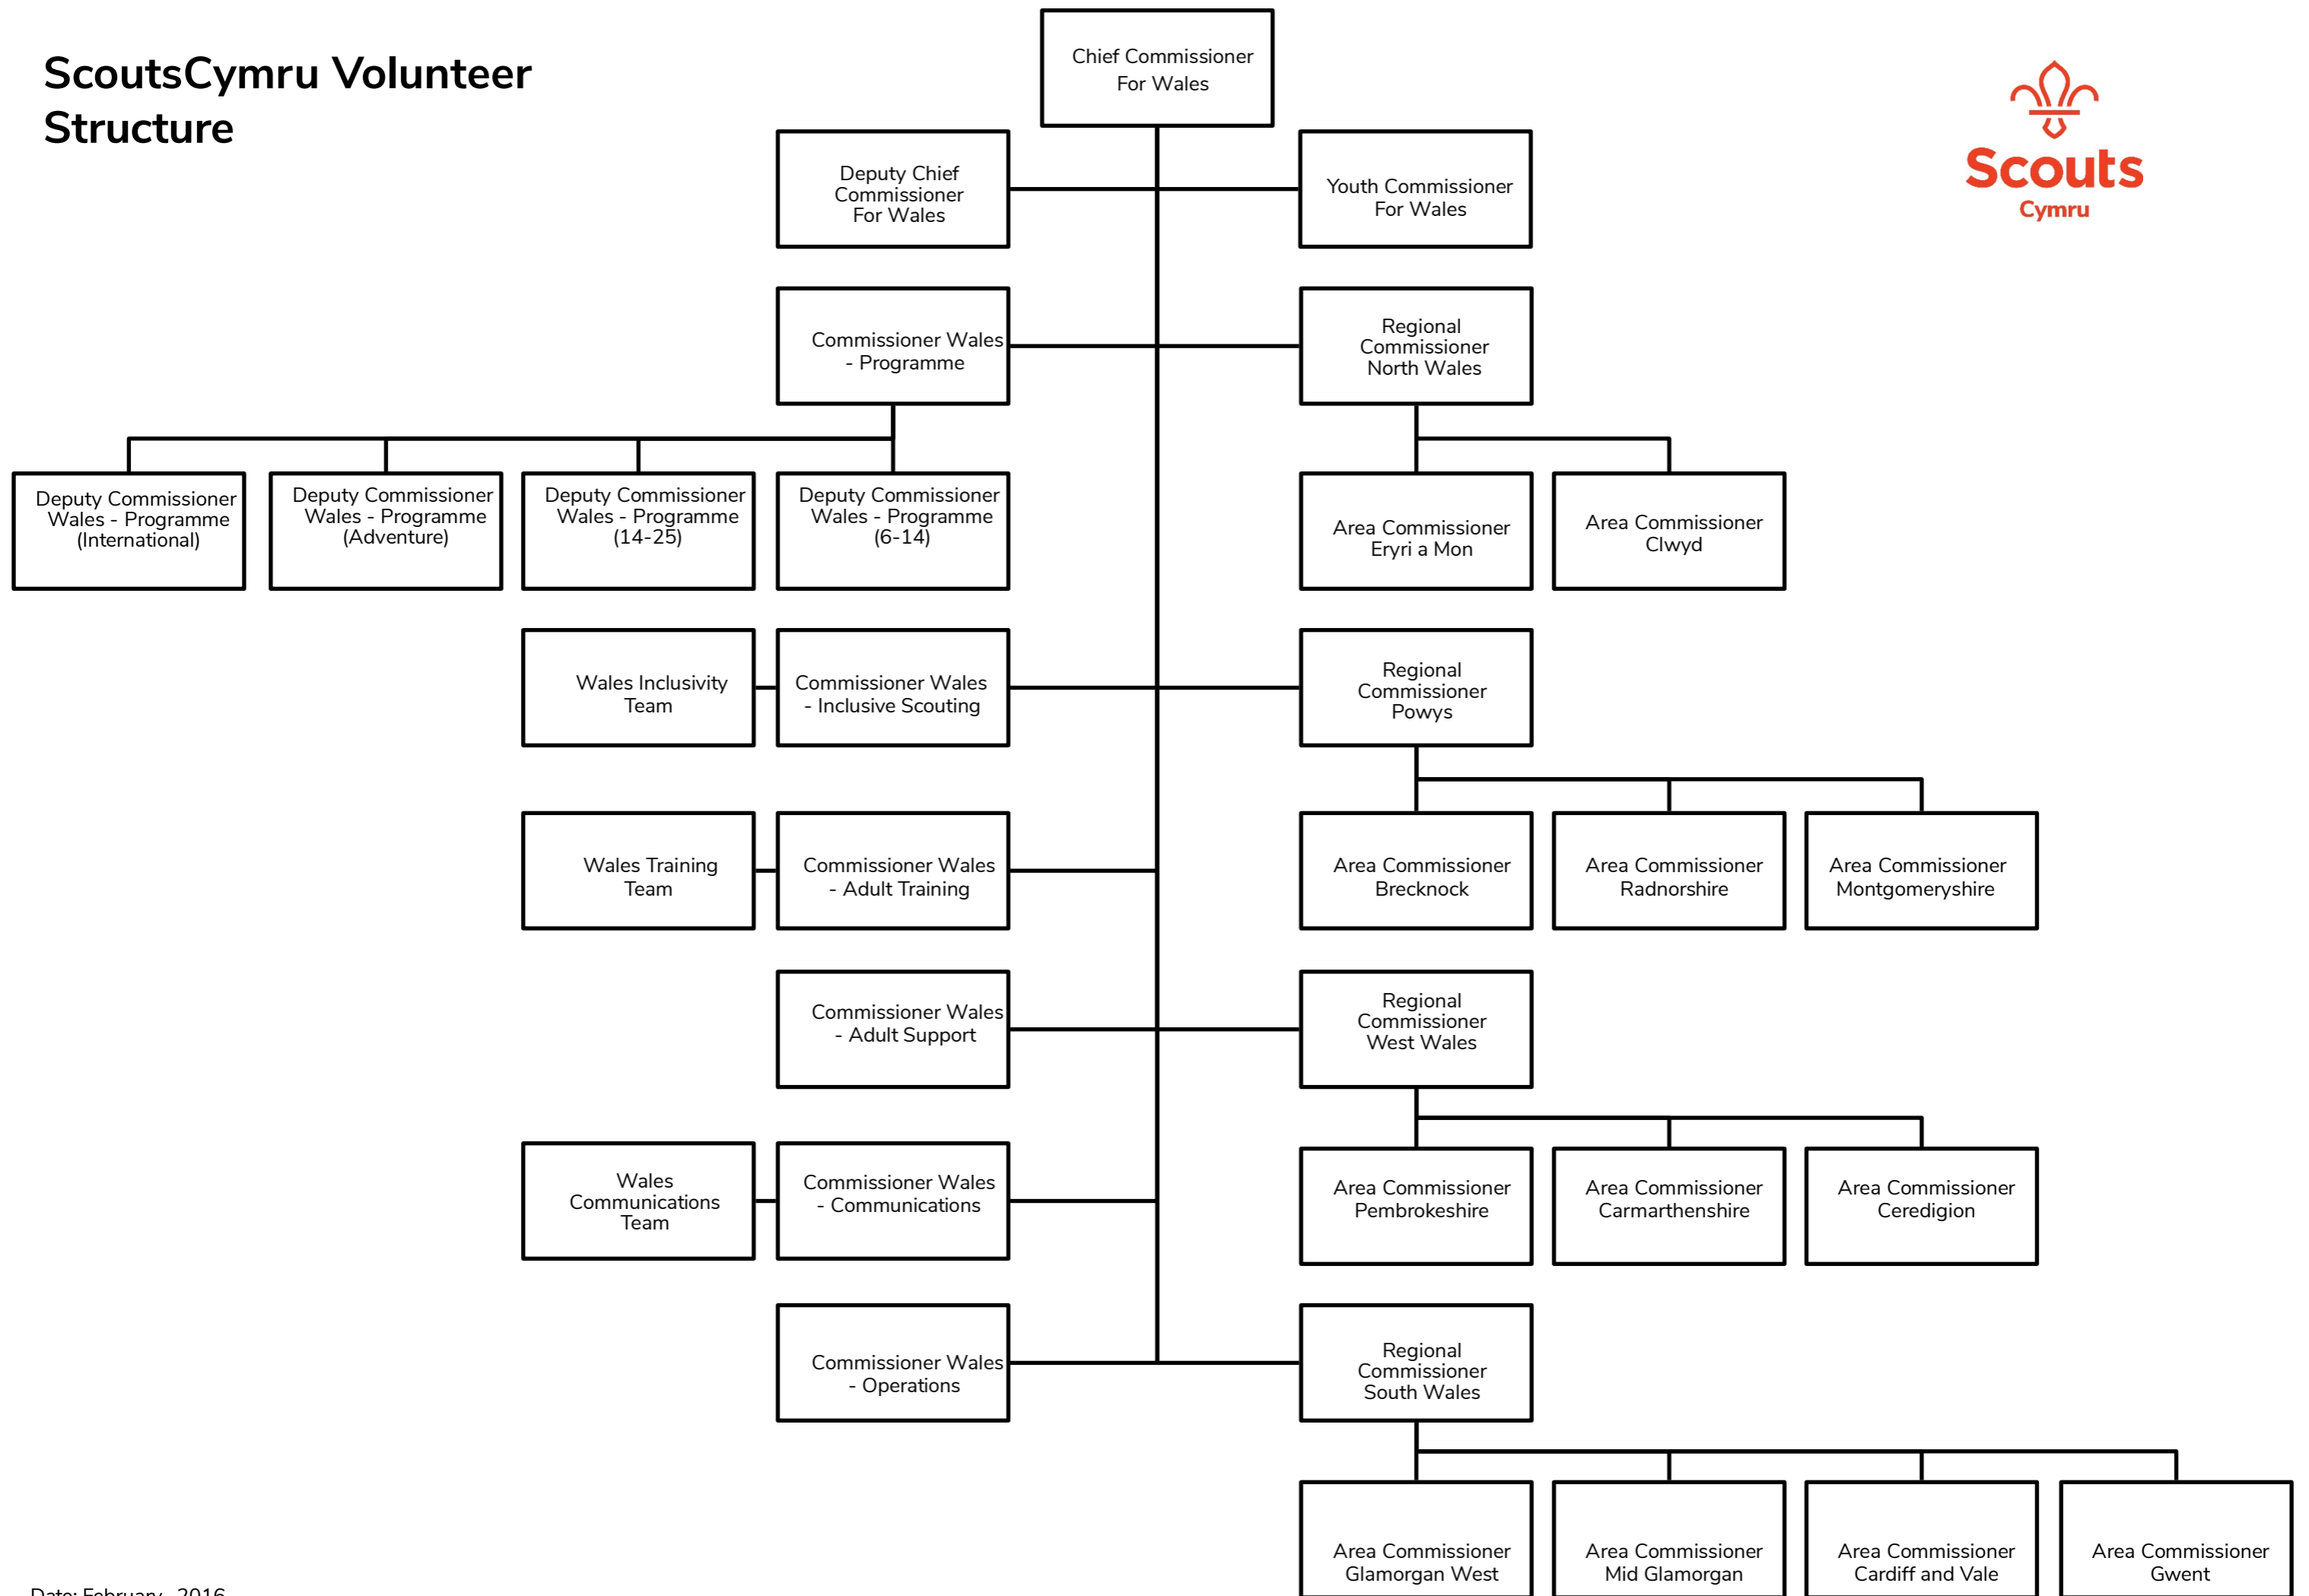 ScoutsCymru Volunteer
Structure
Chief Commissioner
For Wales
Scouts
Cymru
Deputy Chief
Commissioner
For Wales
Youth Commissioner
For Wales
Commissioner Wales
- Programme
Regional
Commissioner
North Wales
Deputy Commissioner
Wales - Programme
(International)
Deputy Commissioner
Wales - Programme
(Adventure)
Deputy Commissioner
Wales - Programme
(14-25)
Deputy Commissioner
Wales - Programme
(6-14)
Area Commissioner
Eryri a Mon
Area Commissioner
Clwyd
Wales Inclusivity
Team
Commissioner Wales
- Inclusive Scouting
Regional
Commissioner
Powys
Wales Training
Team
Commissioner Wales
- Adult Training
Area Commissioner
Brecknock
Area Commissioner
Radnorshire
Area Commissioner
Montgomeryshire
Commissioner Wales
- Adult Support
Regional
Commissioner
West Wales
Wales
Communications
Team
Commissioner Wales
- Communications
Area Commissioner
Pembrokeshire
Area Commissioner
Carmarthenshire
Area Commissioner
Ceredigion
Commissioner Wales
- Operations
Regional
Commissioner
South Wales
Area Commissioner
Glamorgan West
Area Commissioner
Mid Glamorgan
Area Commissioner
Cardiff and Vale
Area Commissioner
Gwent
Date: February 2016